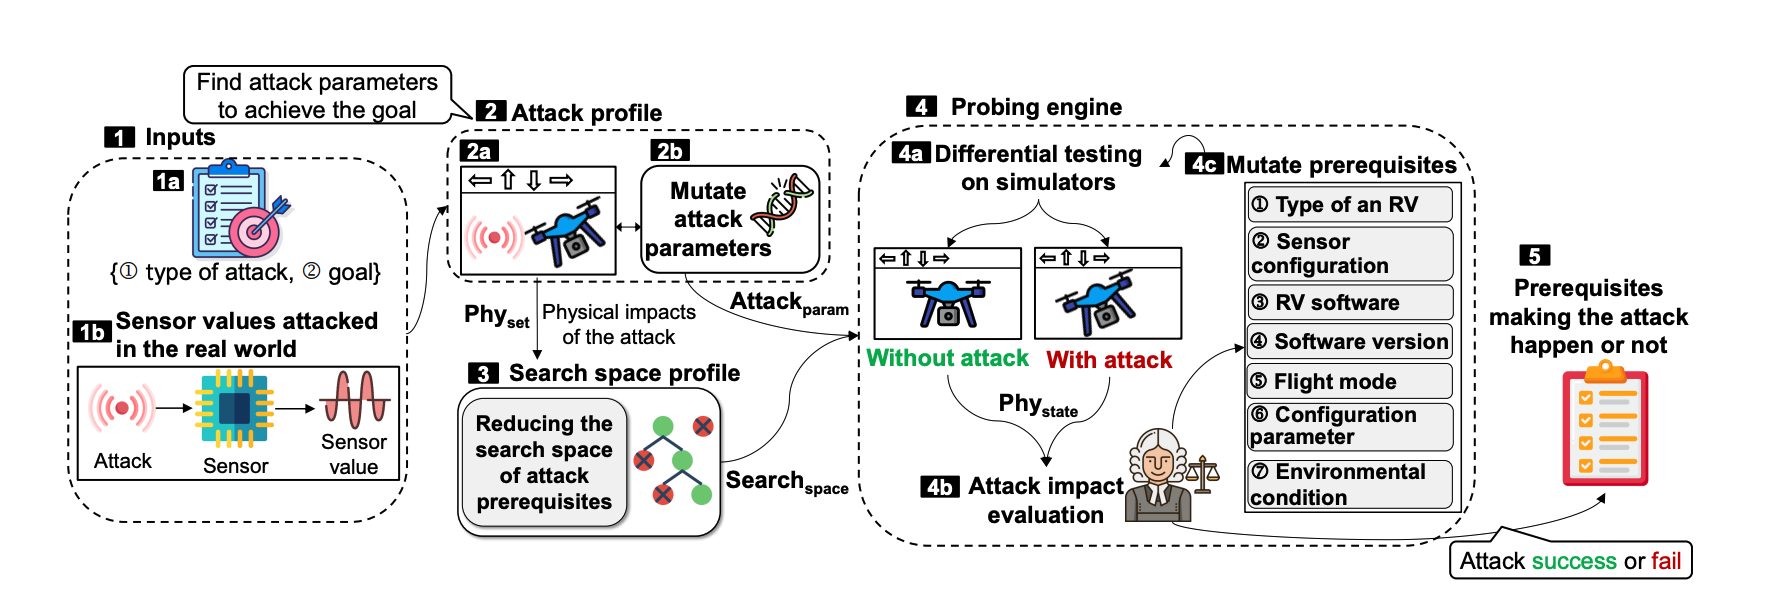 Find attack parameters
to achieve the goal
1 Inputs
1a
{① type of attack, ② goal}
1b Sensor values attacked
in the real world
Attack
Sensor
Sensor
value
2 Attack profile
2a
2b
Mutate
attack
parameters
Physet
Physical impacts
of the attack
Attackparam
3 Search space profile
Reducing the
search space
of attack
prerequisites
Searchspace
4 Probing engine
4a Differential testing
on simulators
Without attack
With attack
Phystate
4b Attack impact
evaluation
4c Mutate prerequisites
① Type of an RV
② Sensor
configuration
③ RV software
④ Software version
⑤ Flight mode
⑥ Configuration
parameter
⑦ Environmental
condition
5
Prerequisites
making the attack
happen or not
Attack success or fail